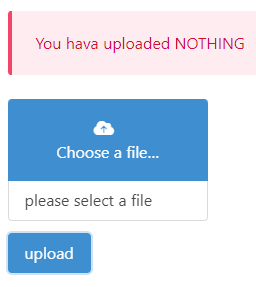 You hava uploaded NOTHING
Choose a file...
please select a file
upload